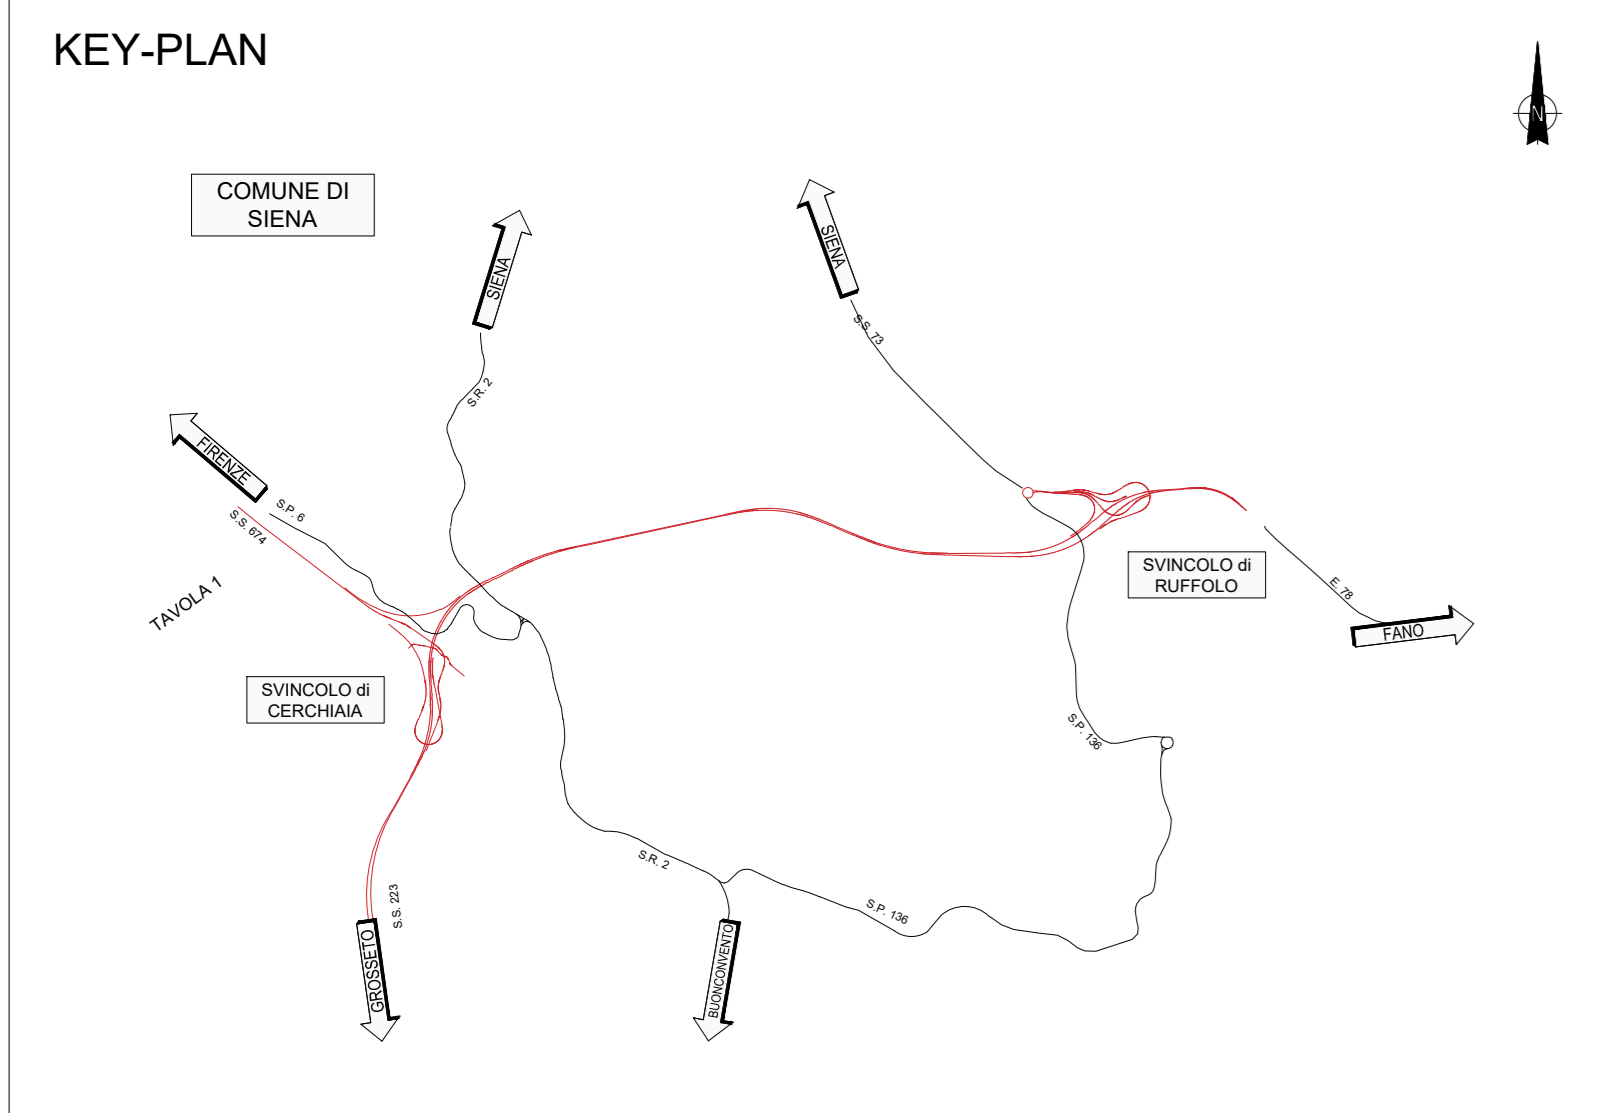 KEY-PLAN
N
COMUNE DI
SIENA
SIENA
SIENA
S.S. 73
S.R. 2
FIRENZE
S.P. 6
S.S. 674
TAVOLA 1
SVINCOLO di
RUFFOLO
E. 78
FANO
SVINCOLO di
CERCHIAIA
S.P. 136
S.R. 2
S.P. 136
S.S. 223
GROSSETO
BUONCONVENTO